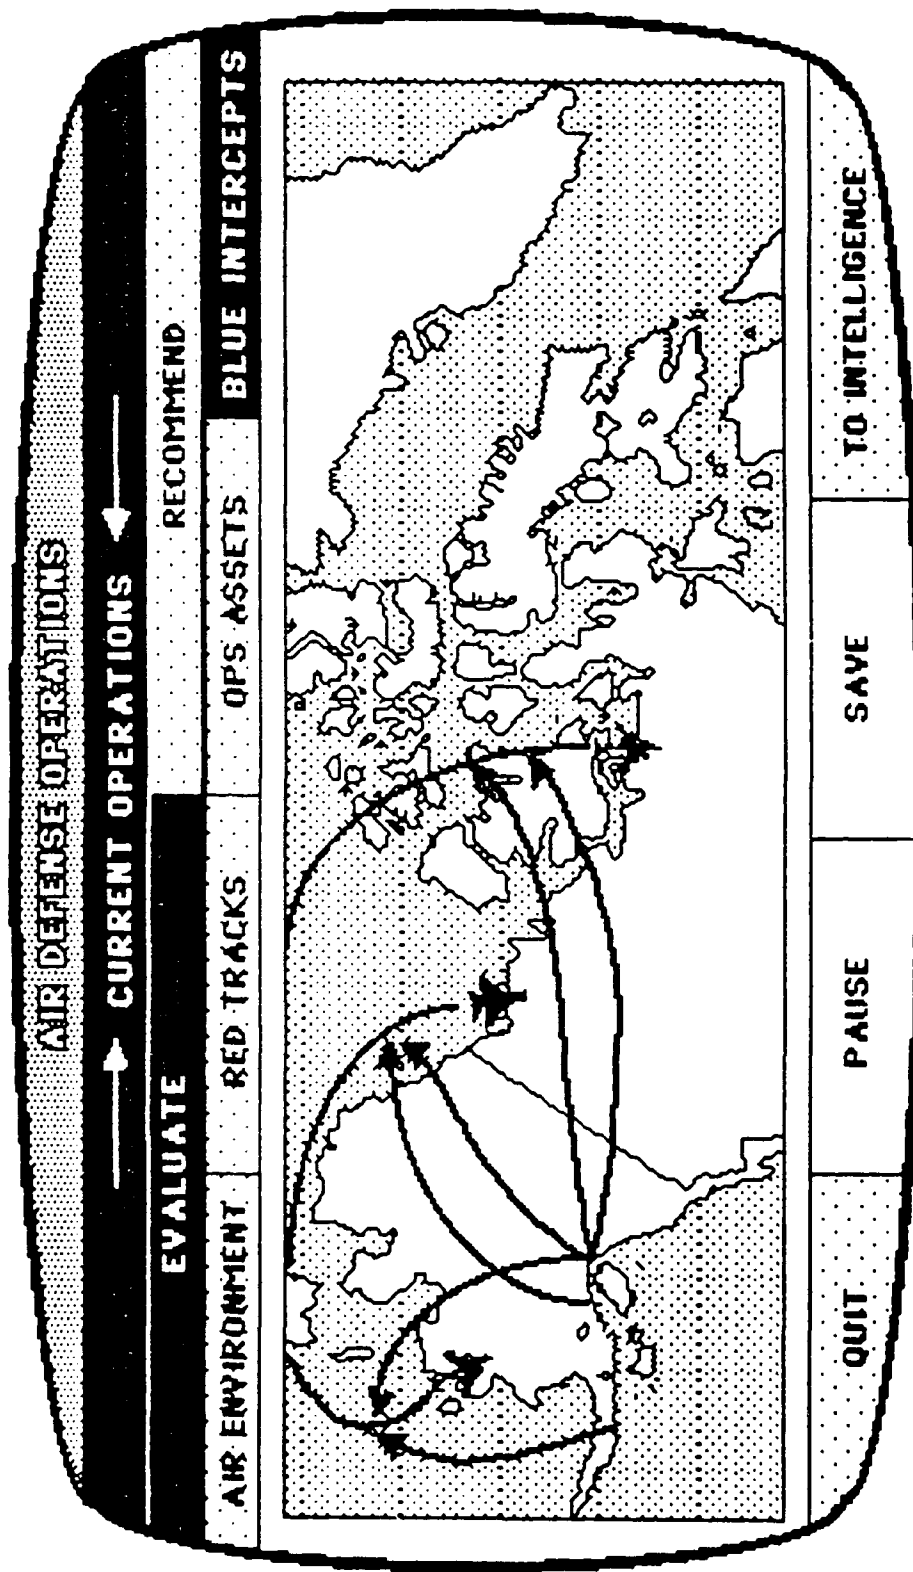 AIR DEFENSE OPERATIONS
CURRENT OPERATIONS
EVALUATE RECOMMEND
AIR ENVIRONMENT RED TRACKS OPS ASSETS BLUE INTERCEPTS
QUIT PAUSE SAVE TO INTELLIGENCE